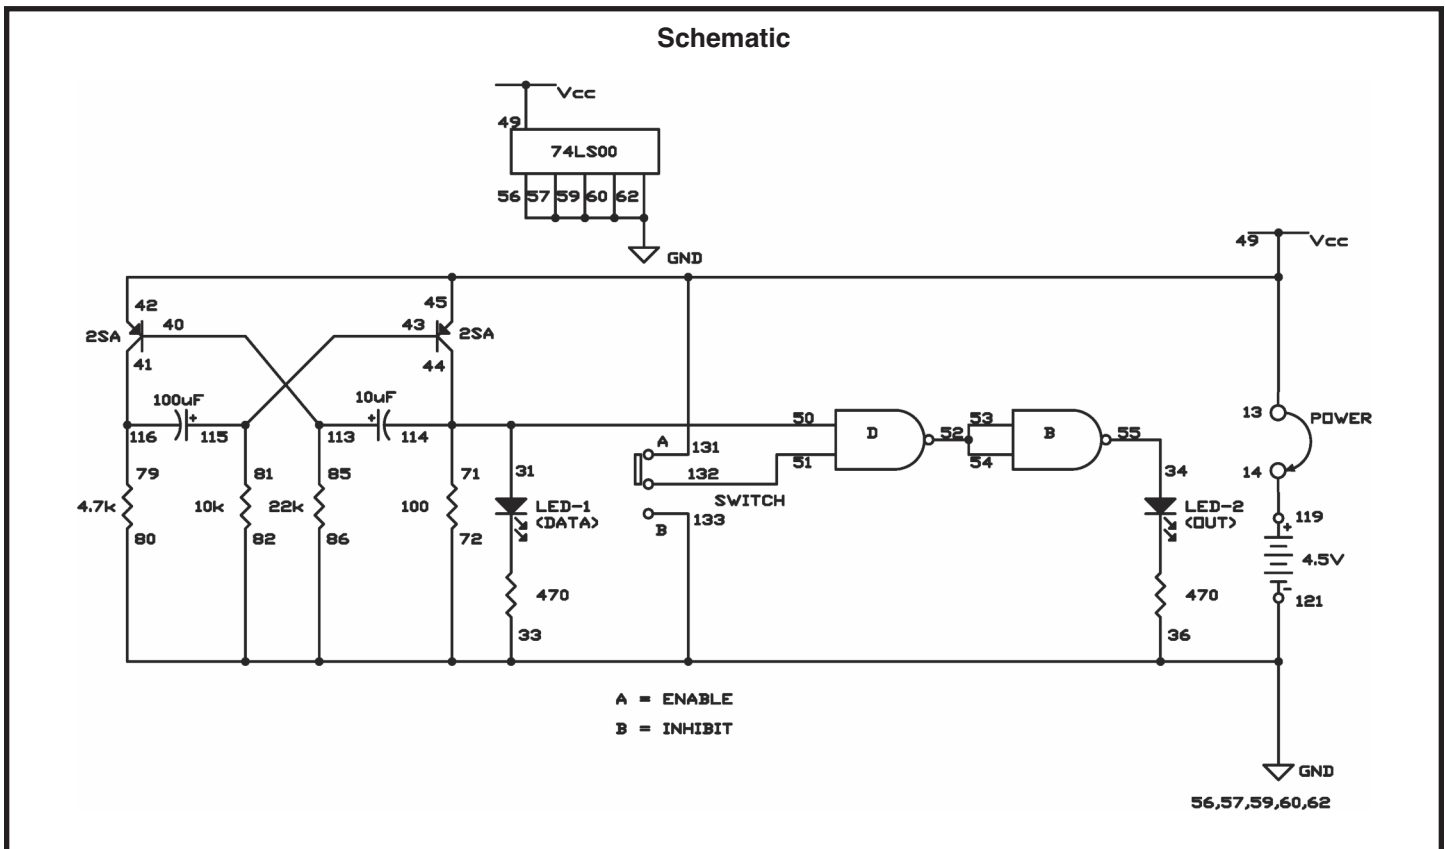 Schematic
Vcc
49
74LS00
56 57 59 60 62
GND
49 Vcc
42 45
2SA 40 43 2SA
41 44
100uF 10uF
+ +
116 115 113 114
50
D
52
53
B
55
51
54
13
POWER
14
A
131
132
SWITCH
B
133
79 81 85 71 31
4.7k 10k 22k 100
LED-1
(DATA)
80 82 86 72
470
33
34
LED-2
(OUT)
470
36
119
+
4.5V
-
121
A = ENABLE
B = INHIBIT
GND
56,57,59,60,62